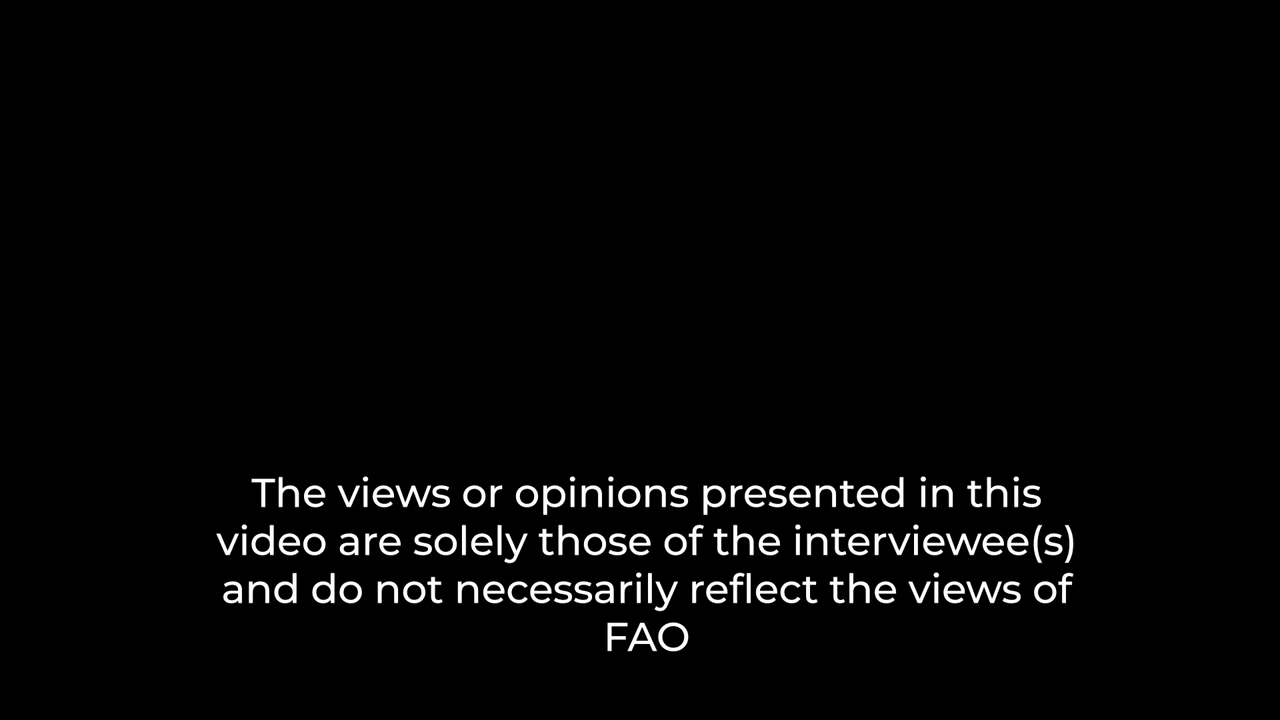 The views or opinions presented in this
video are solely those of the interviewee(s)
and do not necessarily reflect the views of
FAO